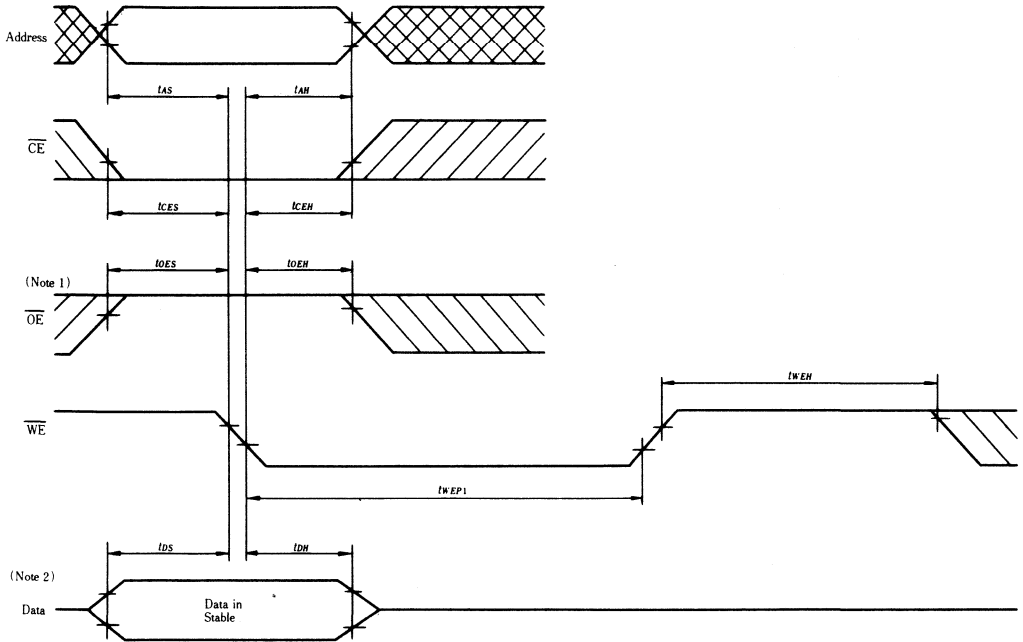 Address
tAS
tAH
CE
tCES
tCEH
tOES
tOEH
(Note 1)
OE
tWEH
WE
tWEP1
tDS
tDH
(Note 2)
Data
Data in
Stable